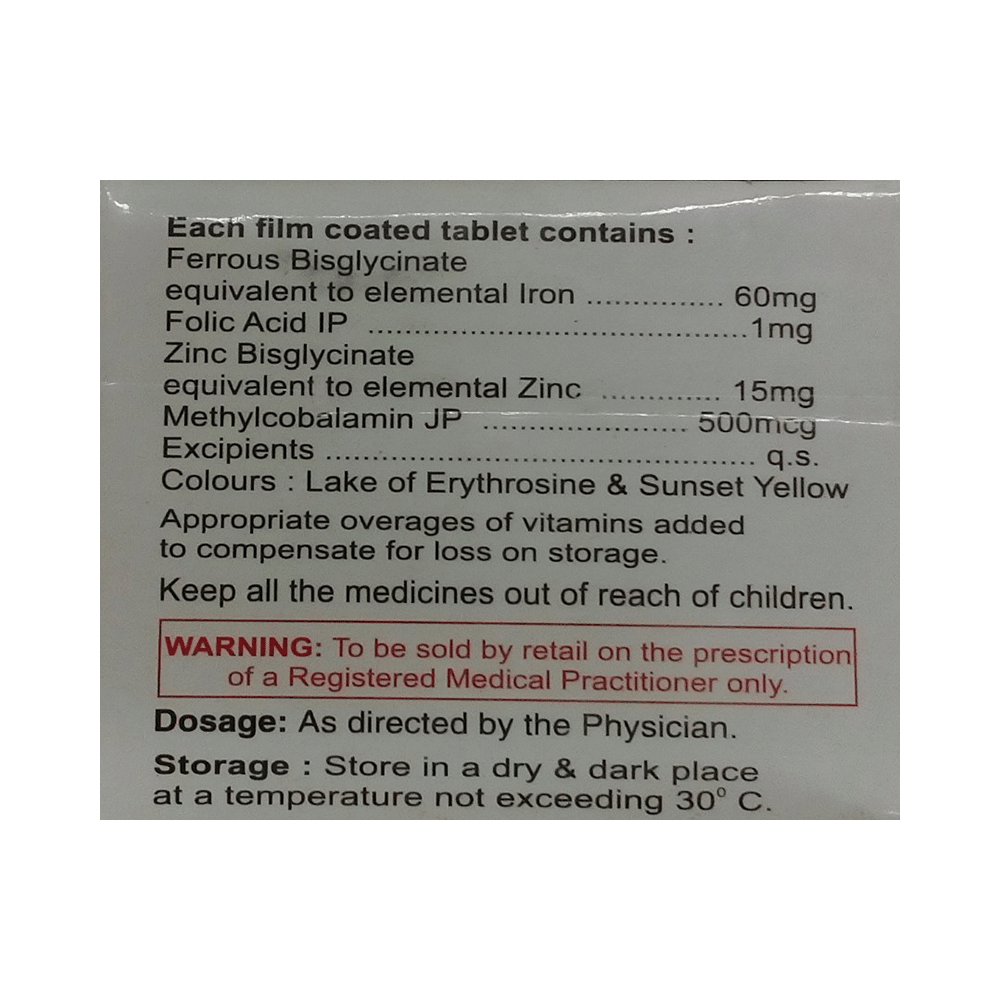 Each film coated tablet contains :
Ferrous Bisglycinate
equivalent to elemental Iron ............... 60mg
Folic Acid IP .........................................1mg
Zinc Bisglycinate
equivalent to elemental Zinc ............. 15mg
Methylcobalamin JP ...................... 500mcg
Excipients .............................................. q.s.
Colours : Lake of Erythrosine & Sunset Yellow
Appropriate overages of vitamins added
to compensate for loss on storage.
Keep all the medicines out of reach of children.
WARNING: To be sold by retail on the prescription
of a Registered Medical Practitioner only.
Dosage: As directed by the Physician.
Storage : Store in a dry & dark place
at a temperature not exceeding 30° C.